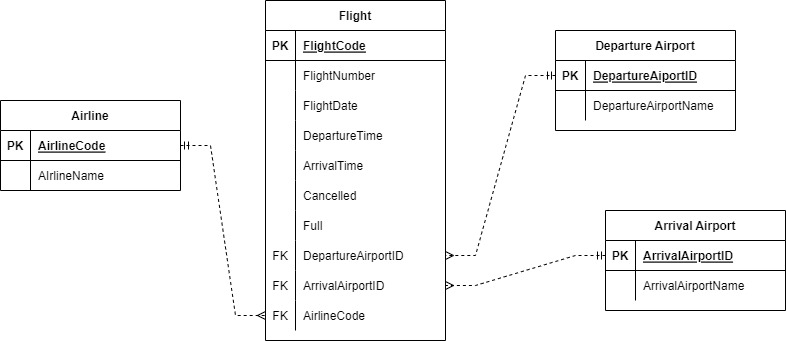 Flight
PK FlightCode
FlightNumber
FlightDate
DepartureTime
ArrivalTime
Cancelled
Full
FK DepartureAirportID
FK ArrivalAirportID
FK AirlineCode
Airline
PK AirlineCode
AIrlineName
Departure Airport
PK DepartureAiportID
DepartureAirportName
Arrival Airport
PK ArrivalAirportID
ArrivalAirportName